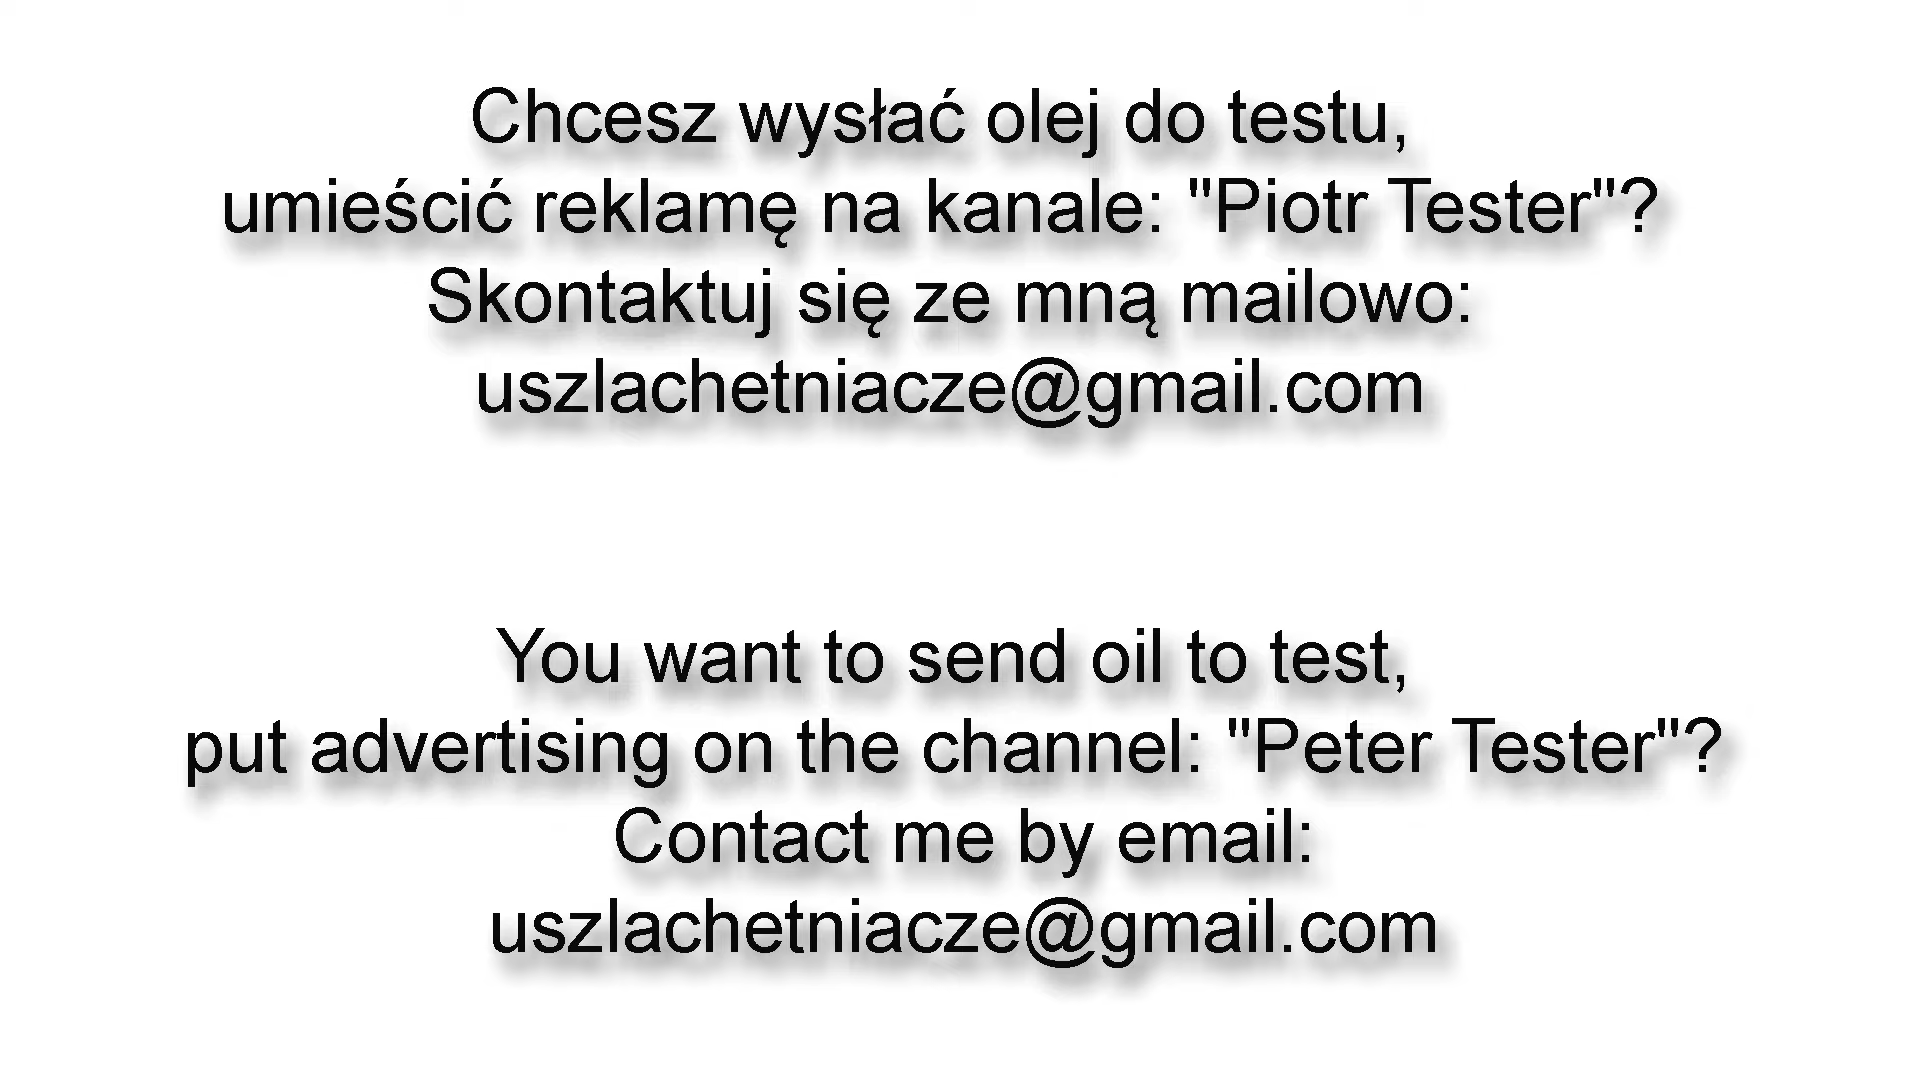 Chcesz wysłać olej do testu,
umieścić reklamę na kanale: "Piotr Tester"?
Skontaktuj się ze mną mailowo:
uszlachetniacze@gmail.com
You want to send oil to test,
put advertising on the channel: "Peter Tester"?
Contact me by email:
uszlachetniacze@gmail.com